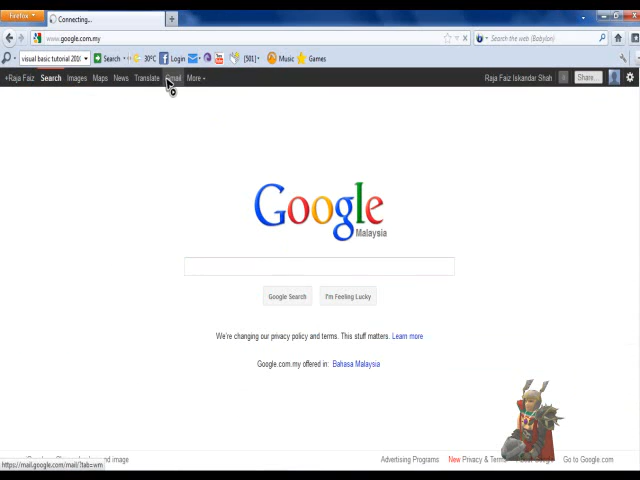 Firefox
Connecting...
www.google.com.my
Search the web (Babylon)
visual basic tutorial 201
Search
30°C
Login
(501)
Music
Games
+Raja Faiz Search Images Maps News Translate Gmail More
Raja Faiz Iskandar Shah
Share...
Google
Malaysia
Google Search
I'm Feeling Lucky
We're changing our privacy policy and terms. This stuff matters. Learn more
Google.com.my offered in: Bahasa Malaysia
Advertising Programs
New Privacy & Terms
Go to Google.com
https://mail.google.com/mail/?tab=wm